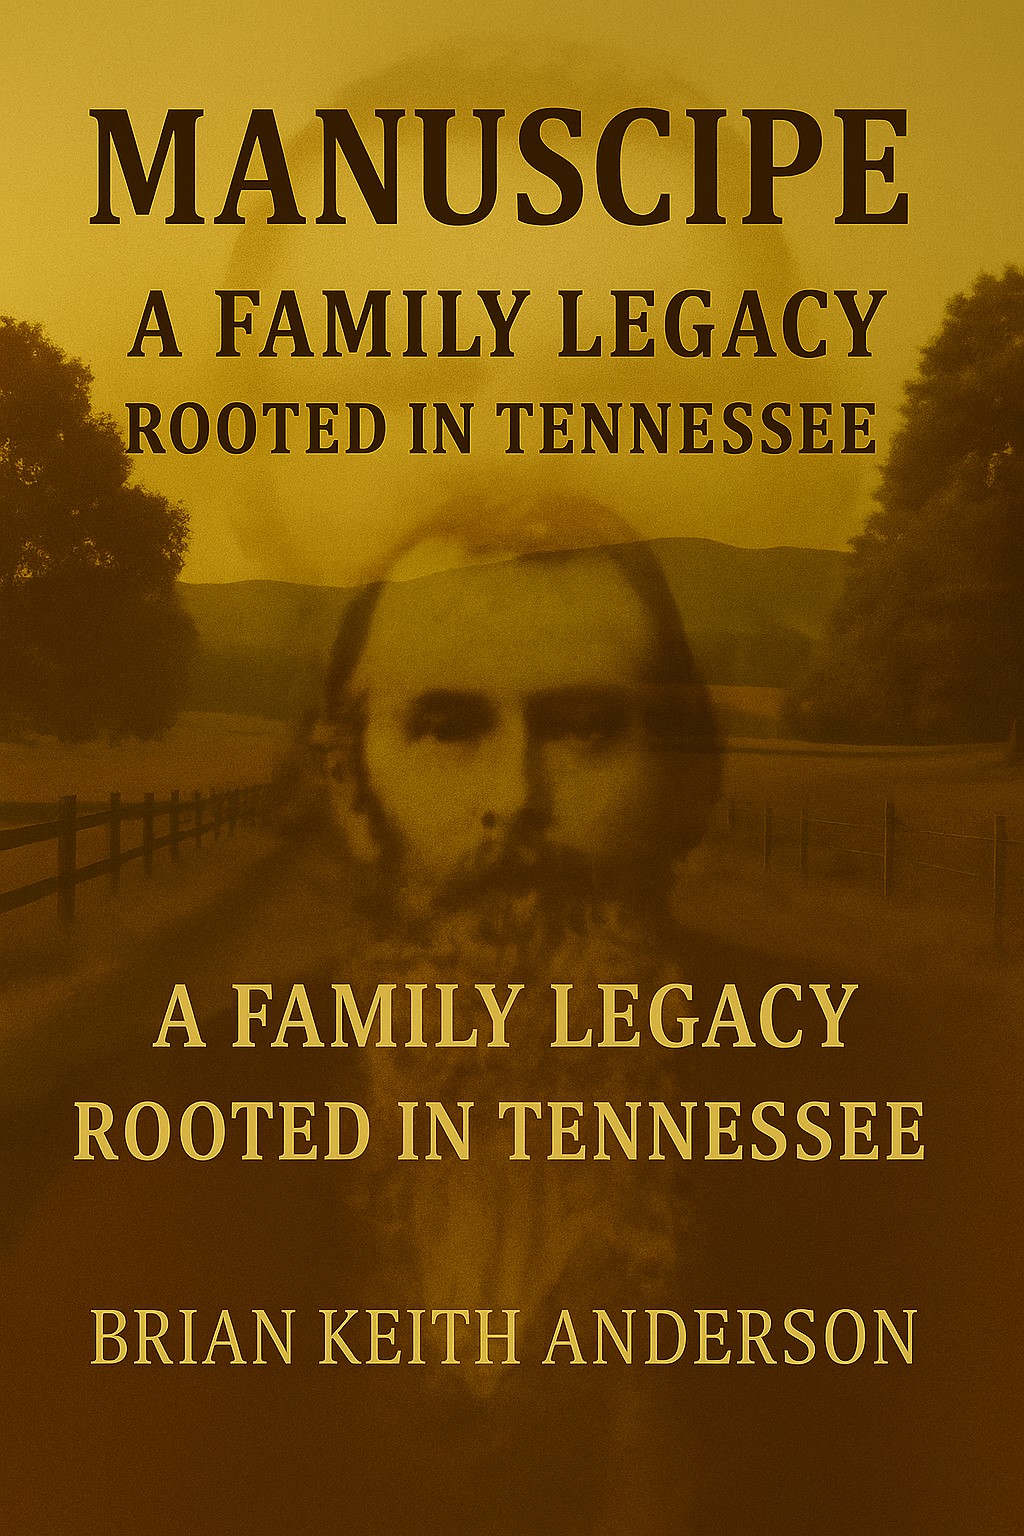 MANUSCIPE
A FAMILY LEGACY
ROOTED IN TENNESSEE
A FAMILY LEGACY
ROOTED IN TENNESSEE
BRIAN KEITH ANDERSON